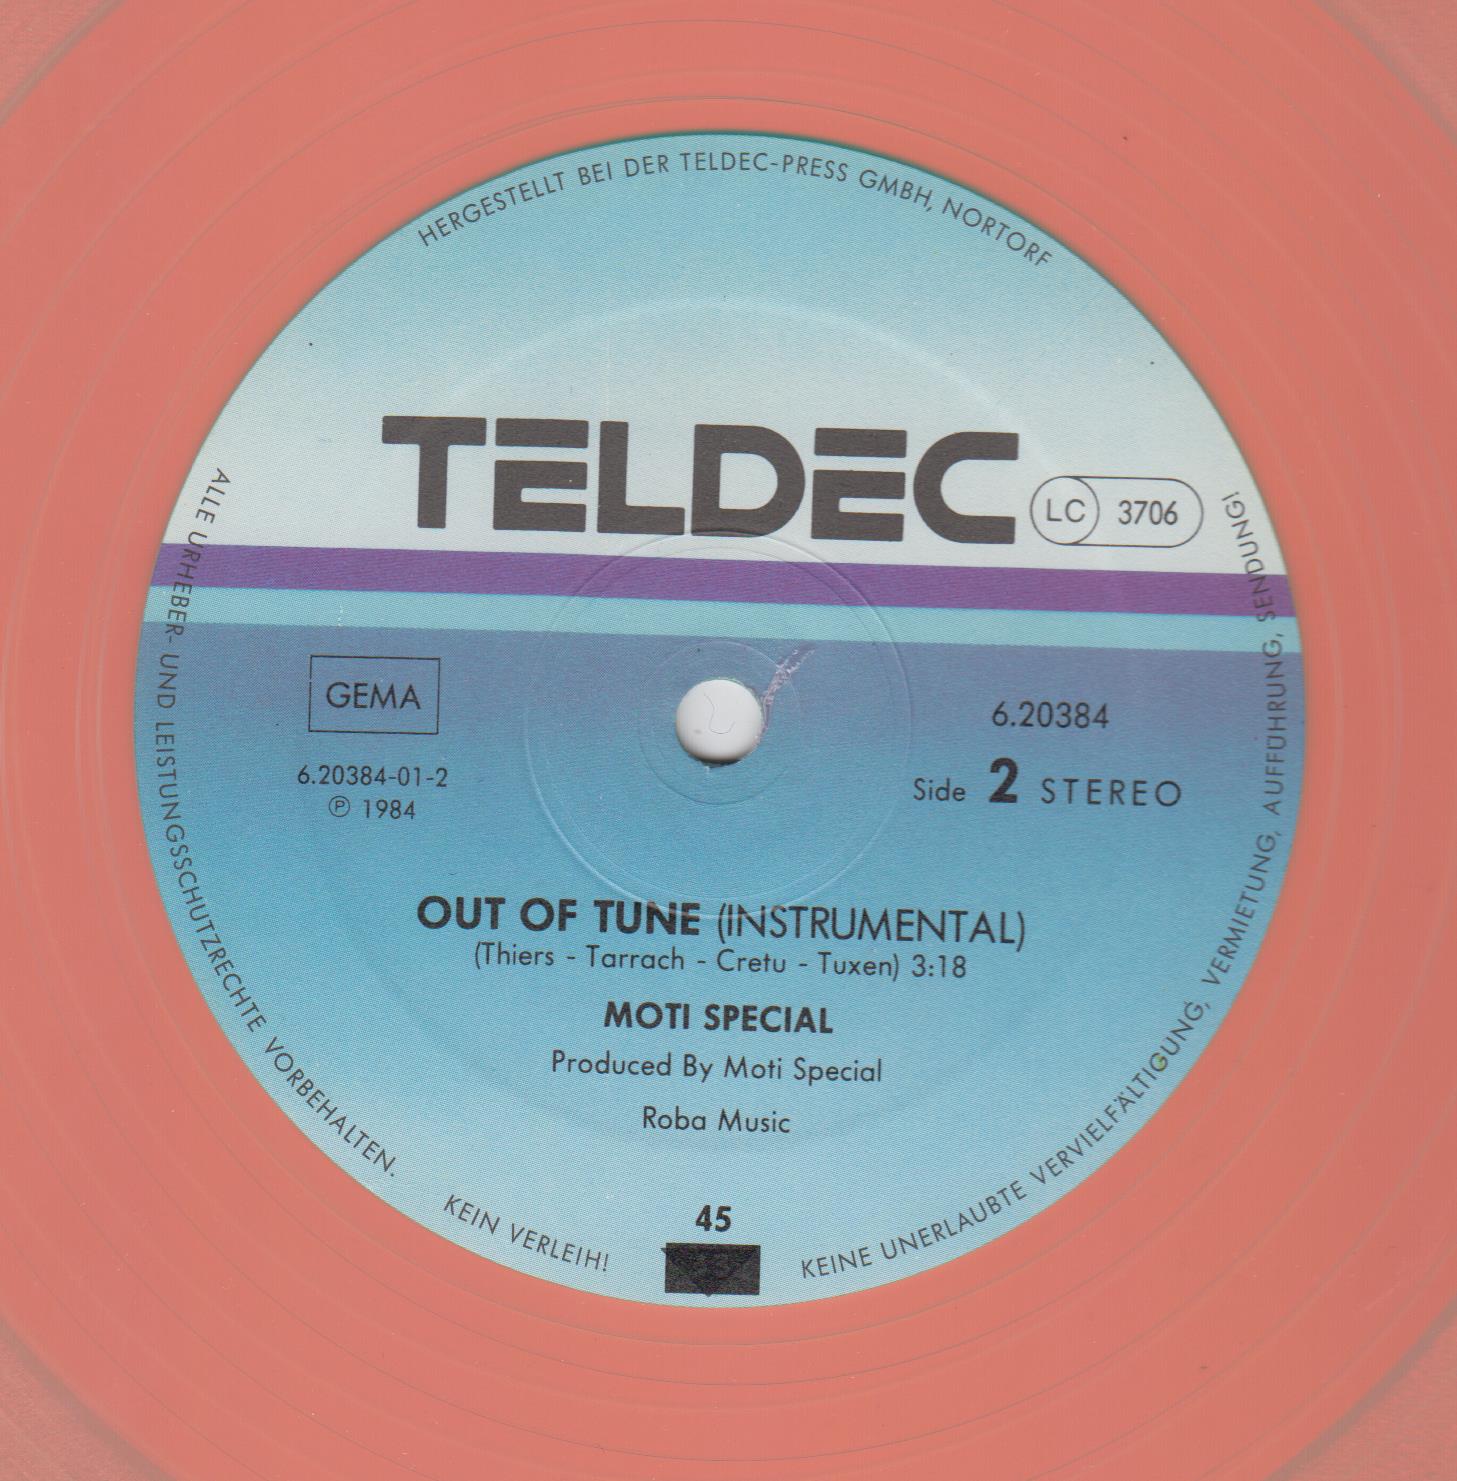 HERGESTELLT BEI DER TELDEC-PRESS GMBH, NORTORF
TELDEC
LC 3706
GEMA
6.20384-01-2
℗ 1984
6.20384
Side 2 STEREO
OUT OF TUNE (INSTRUMENTAL)
(Thiers - Tarrach - Cretu - Tuxen) 3:18
MOTI SPECIAL
Produced By Moti Special
Roba Music
45
ALLE URHEBER- UND LEISTUNGSSCHUTZRECHTE VORBEHALTEN.
KEIN VERLEIH!
KEINE UNERLAUBTE VERVIELFÄLTIGUNG, VERMIETUNG, AUFFÜHRUNG, SENDUNG!